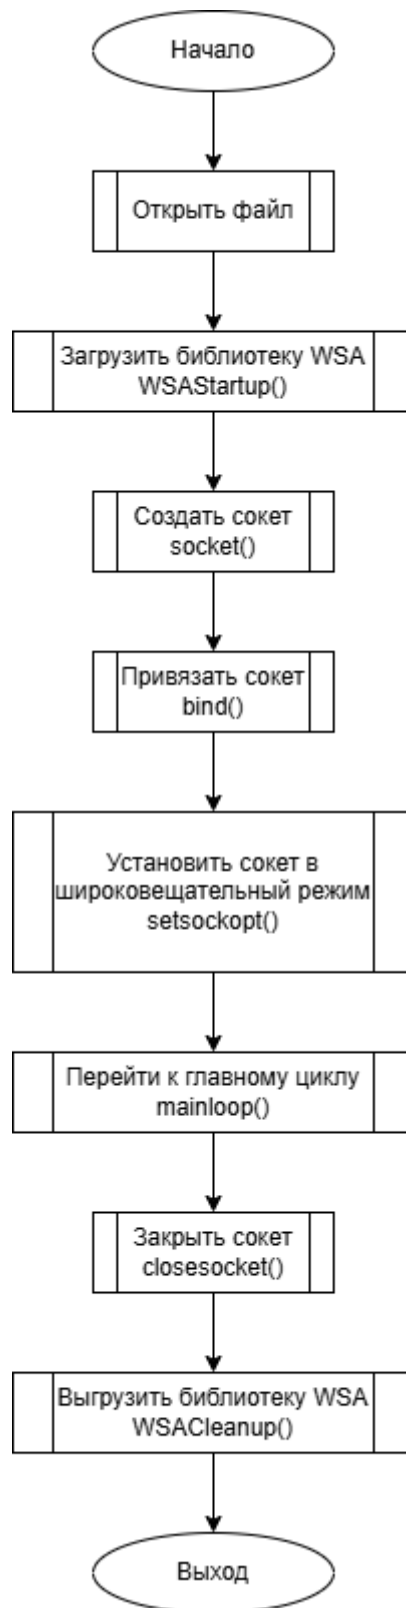 Начало
Открыть файл
Загрузить библиотеку WSA
WSAStartup()
Создать сокет
socket()
Привязать сокет
bind()
Установить сокет в
широковещательный режим
setsockopt()
Перейти к главному циклу
mainloop()
Закрыть сокет
closesocket()
Выгрузить библиотеку WSA
WSACleanup()
Выход